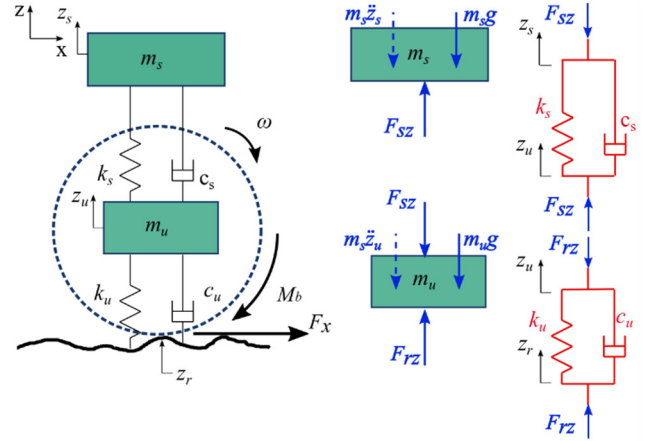 z
x
z_s
m_s
ω
k_s
c_s
z_u
m_u
k_u
c_u
M_b
F_x
z_r
m_s z̈_s
m_s g
m_s
F_sz
F_sz
m_s z̈_u
m_u g
m_u
F_rz
F_sz
z_s
k_s
c_s
z_u
F_sz
F_rz
z_u
k_u
c_u
z_r
F_rz